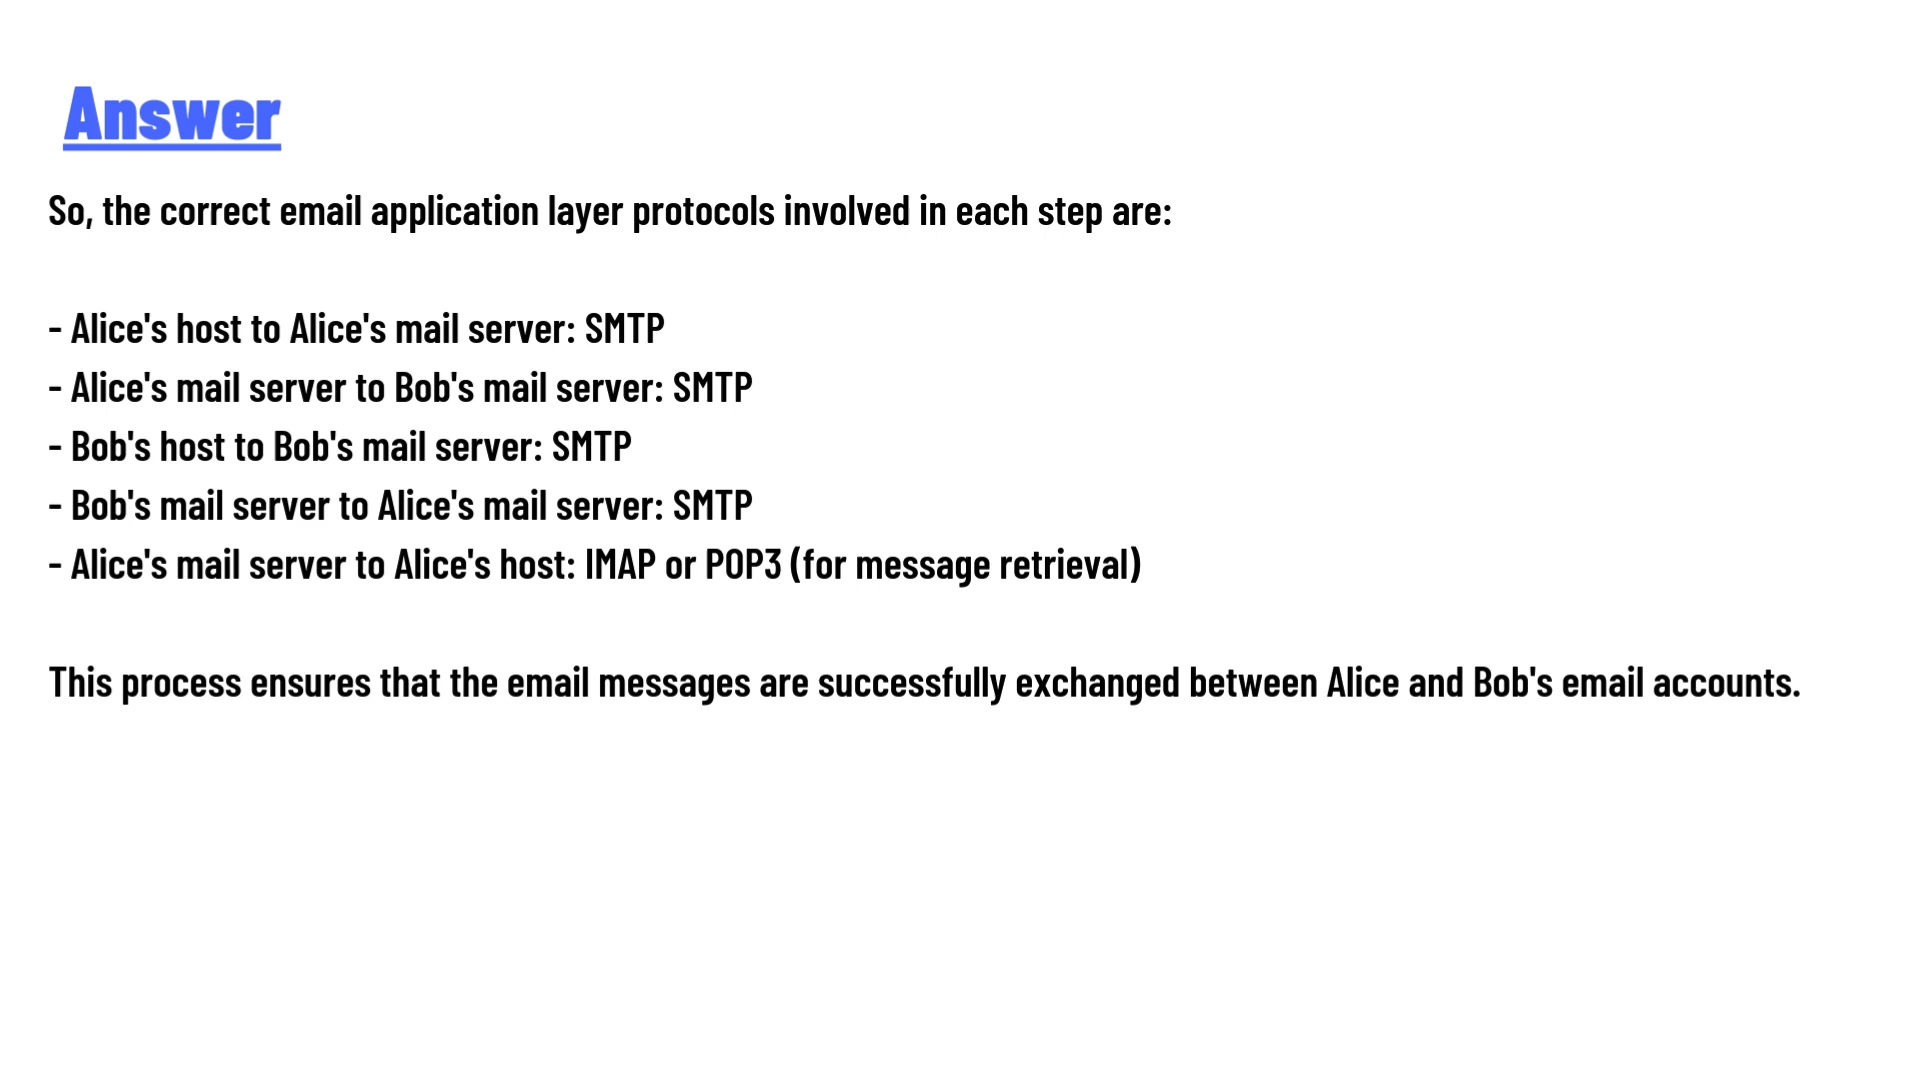 Answer
So, the correct email application layer protocols involved in each step are:
- Alice's host to Alice's mail server: SMTP
- Alice's mail server to Bob's mail server: SMTP
- Bob's host to Bob's mail server: SMTP
- Bob's mail server to Alice's mail server: SMTP
- Alice's mail server to Alice's host: IMAP or POP3 (for message retrieval)
This process ensures that the email messages are successfully exchanged between Alice and Bob's email accounts.